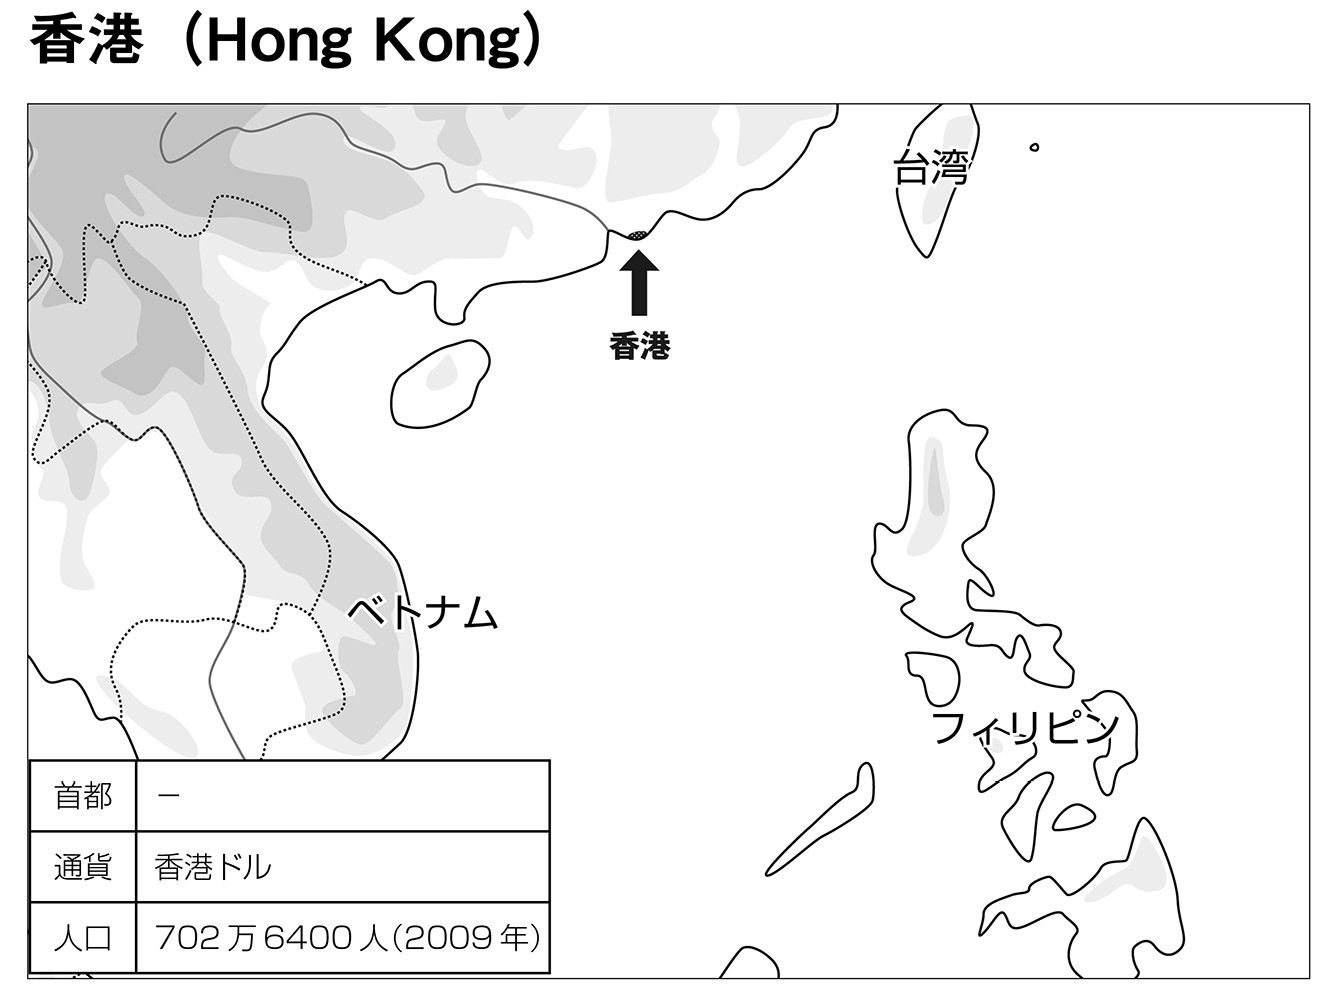 香港（Hong Kong）
台湾
香港
ベトナム
フィリピン
首都 －
通貨 香港ドル
人口 702万6400人（2009年）